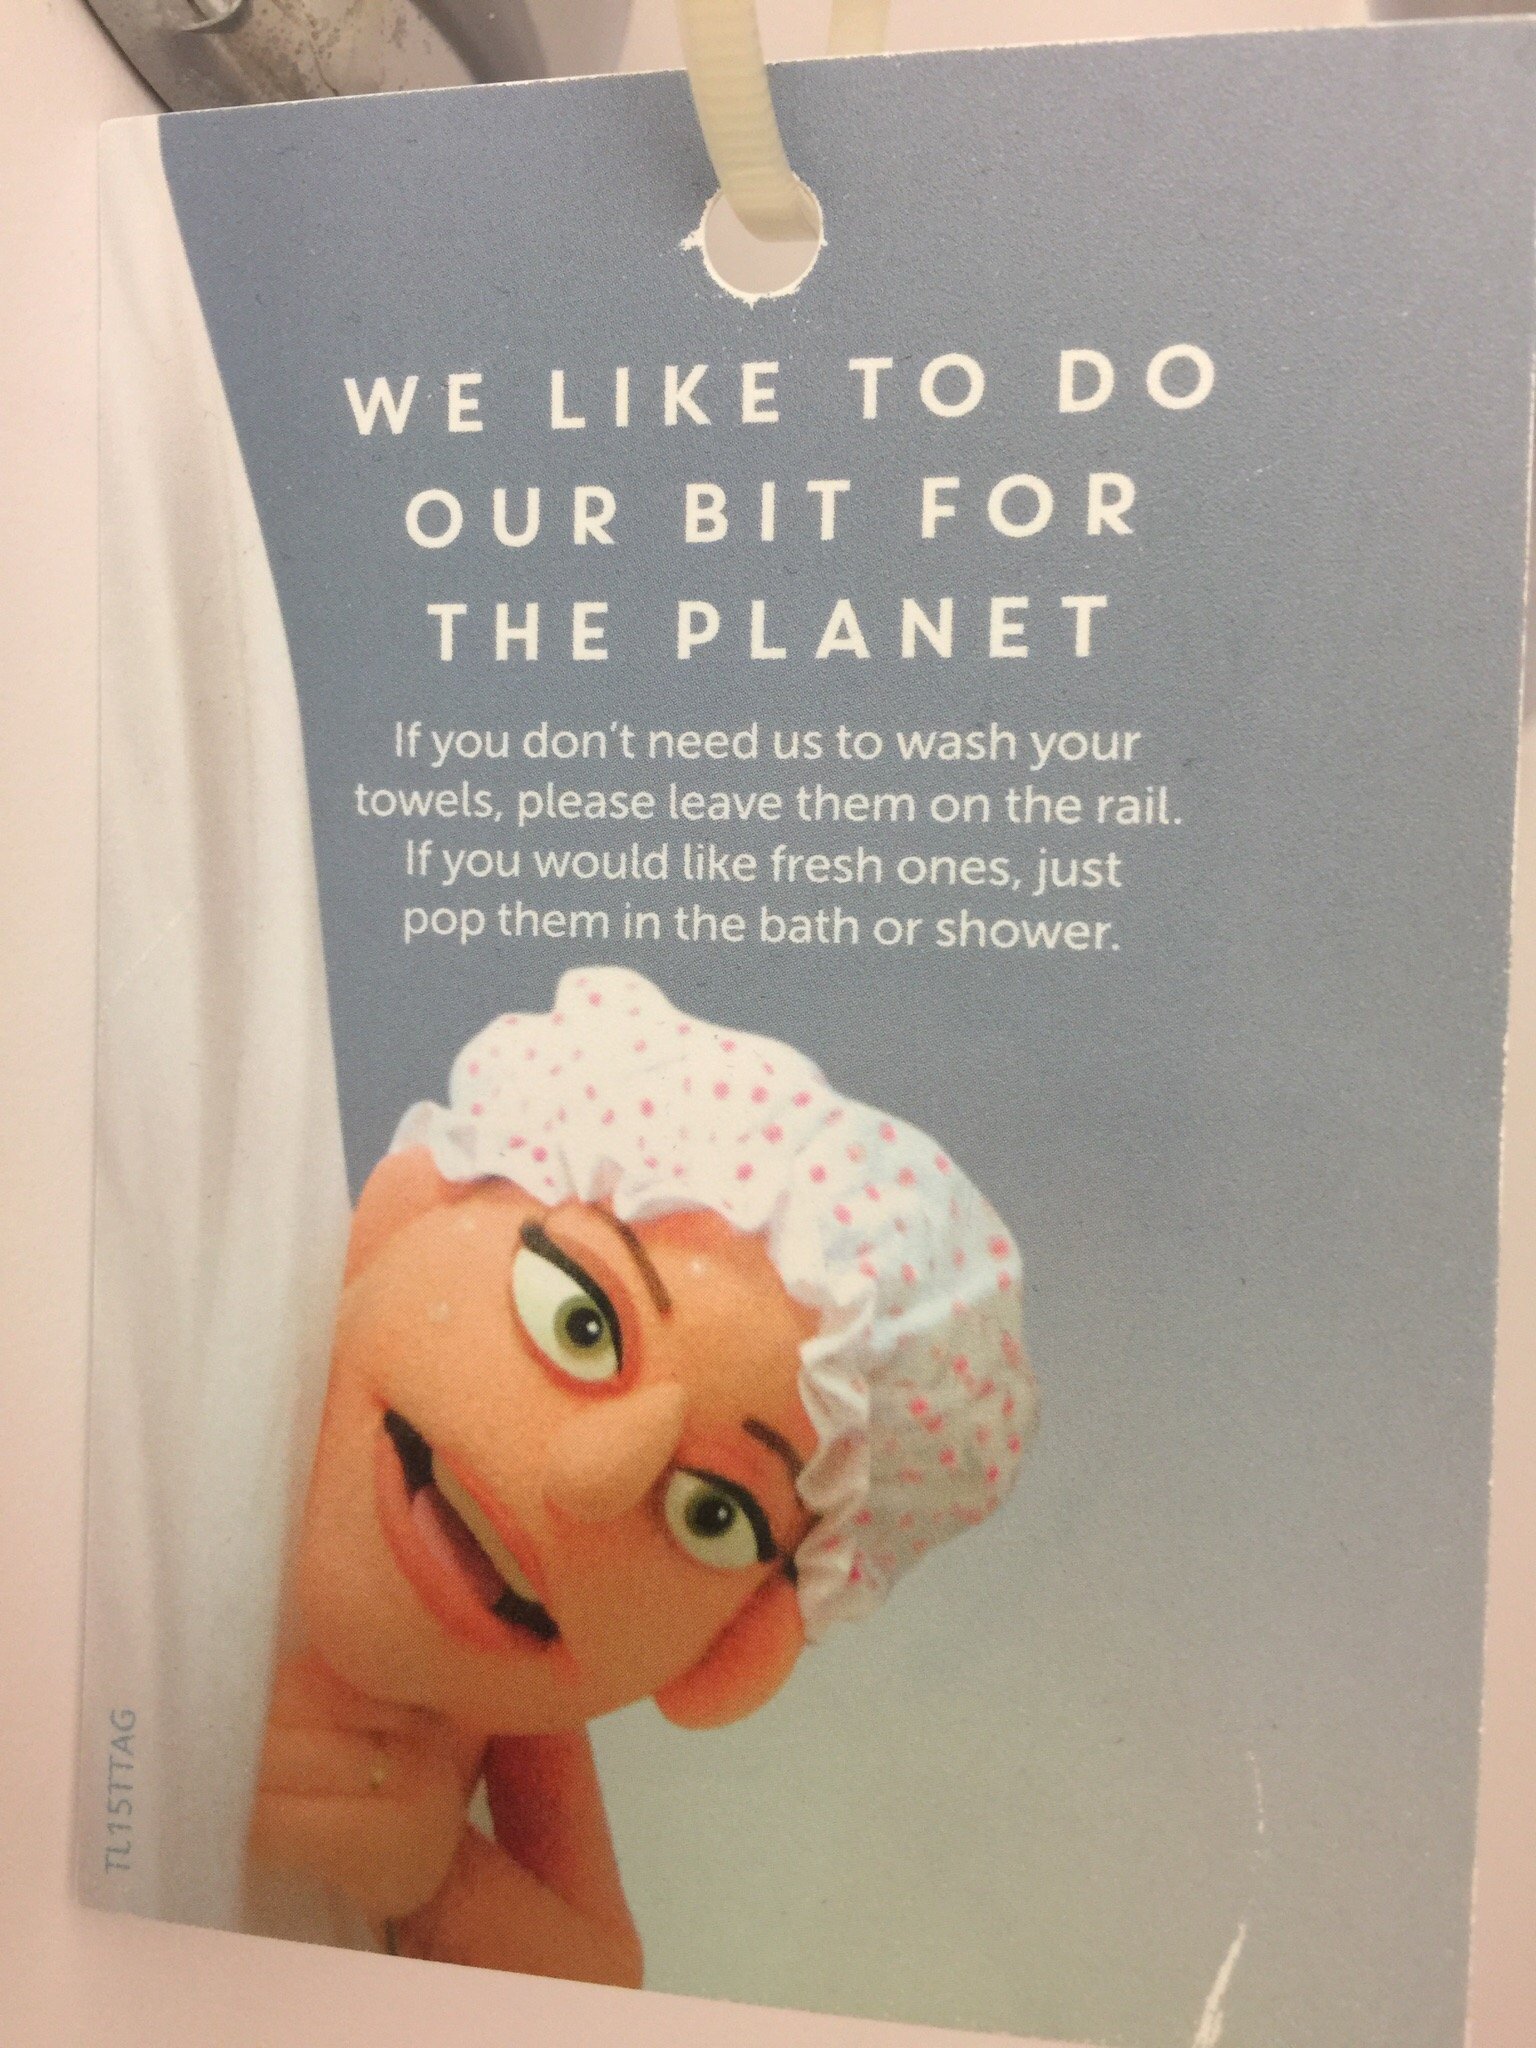 WE LIKE TO DO
OUR BIT FOR
THE PLANET
If you don't need us to wash your
towels, please leave them on the rail.
If you would like fresh ones, just
pop them in the bath or shower.
TL15TTAG